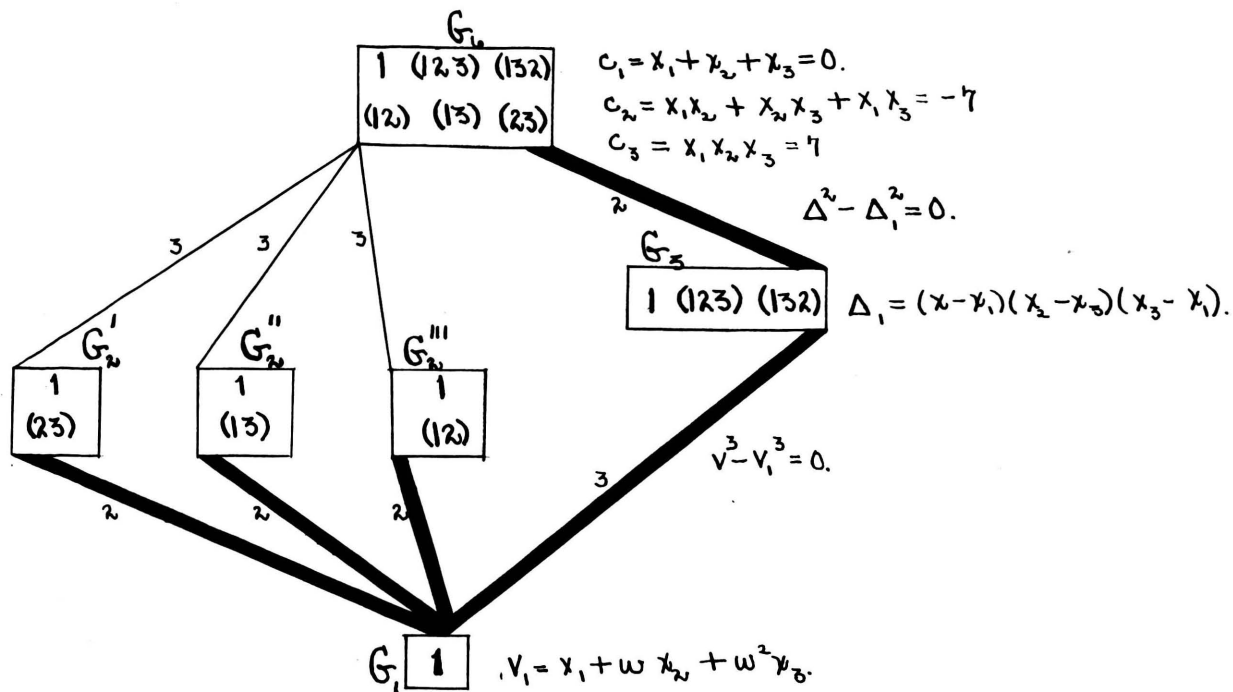 G₆
1 (123) (132)
(12) (13) (23)
c₁ = x₁ + x₂ + x₃ = 0.
c₂ = x₁x₂ + x₂x₃ + x₁x₃ = -7
c₃ = x₁x₂x₃ = 7
2
Δ² - Δ₁² = 0.
3
3
3
G₃
1 (123) (132)
Δ₁ = (x - x₁)(x₂ - x₃)(x₃ - x₁).
G₂'
1
(23)
G₂''
1
(13)
G₂'''
1
(12)
V³ - V₁³ = 0.
3
2
2
2
G₁
1
V₁ = x₁ + ω x₂ + ω² x₃.